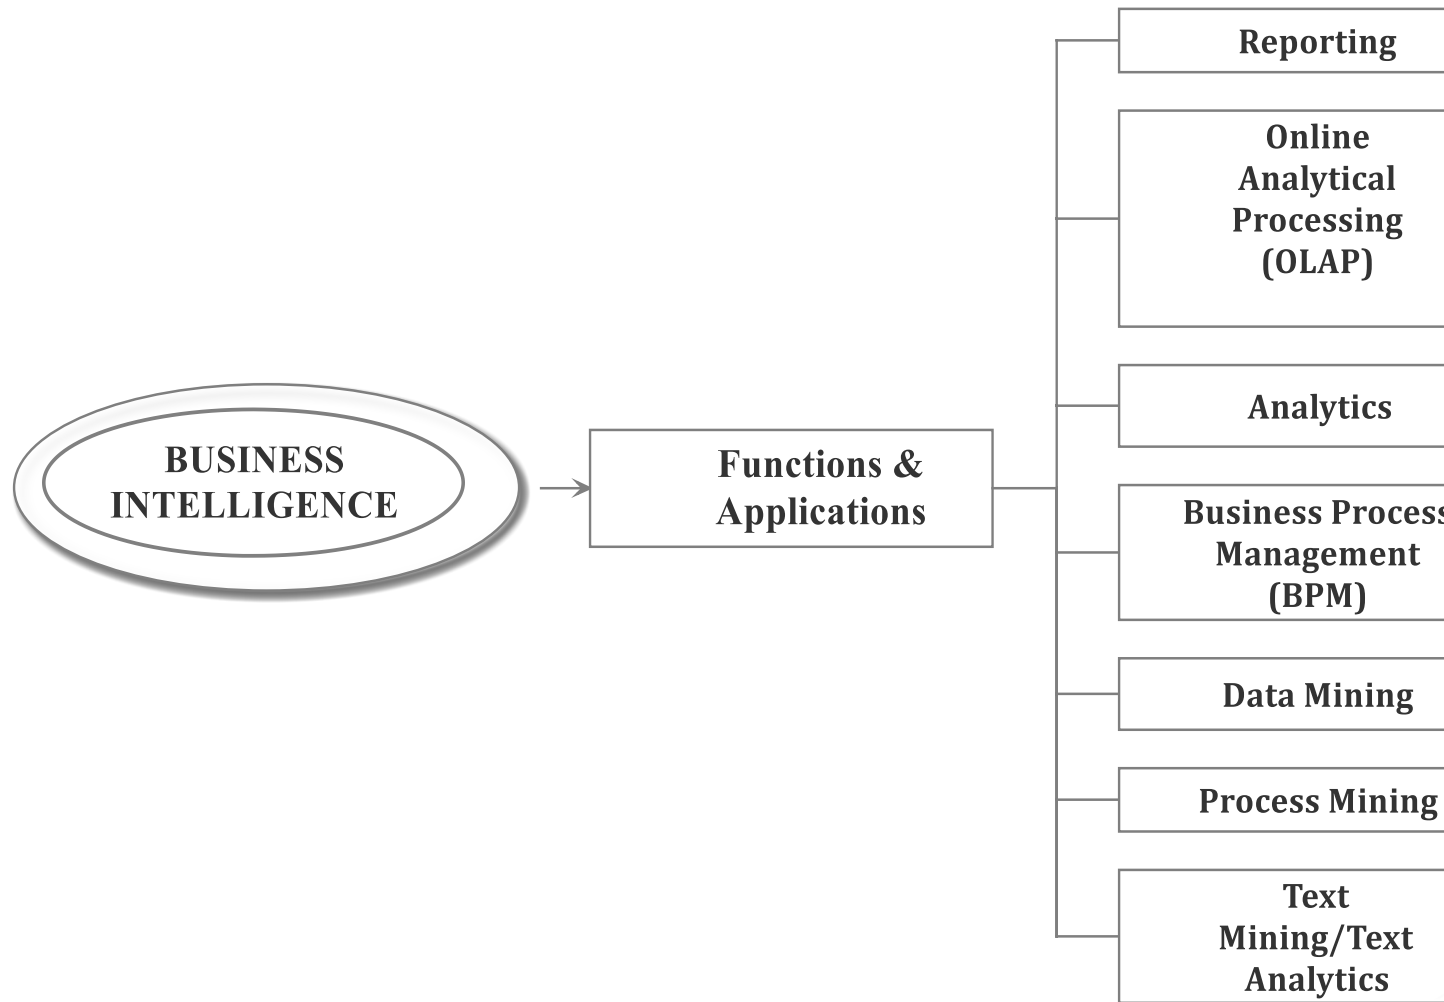 BUSINESS
INTELLIGENCE
Functions &
Applications
Reporting
Online
Analytical
Processing
(OLAP)
Analytics
Business Process
Management
(BPM)
Data Mining
Process Mining
Text
Mining/Text
Analytics